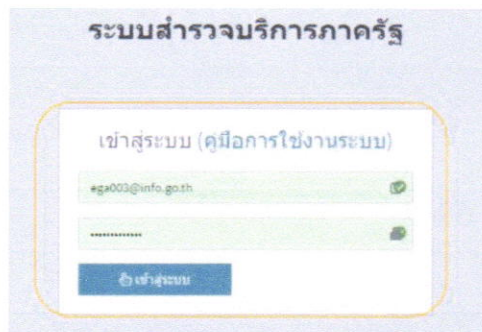 ระบบสำรวจบริการภาครัฐ
เข้าสู่ระบบ (คู่มือการใช้งานระบบ)
ega003@info.go.th
•••••••••••••
เข้าสู่ระบบ